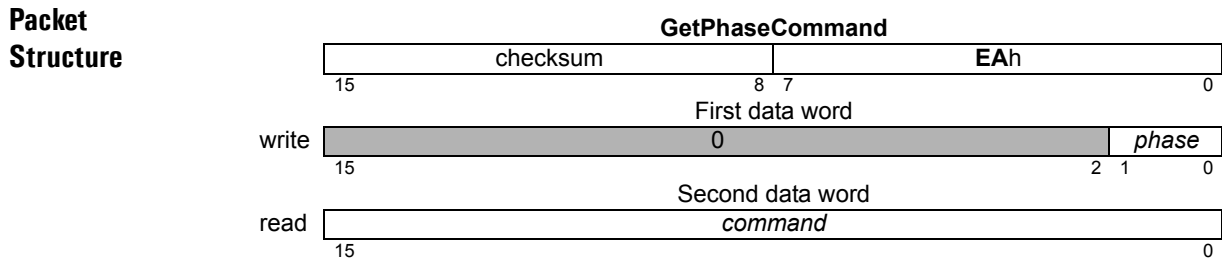 Packet
Structure
GetPhaseCommand
checksum EAh
15 8 7 0
First data word
write 0 phase
15 2 1 0
Second data word
read command
15 0